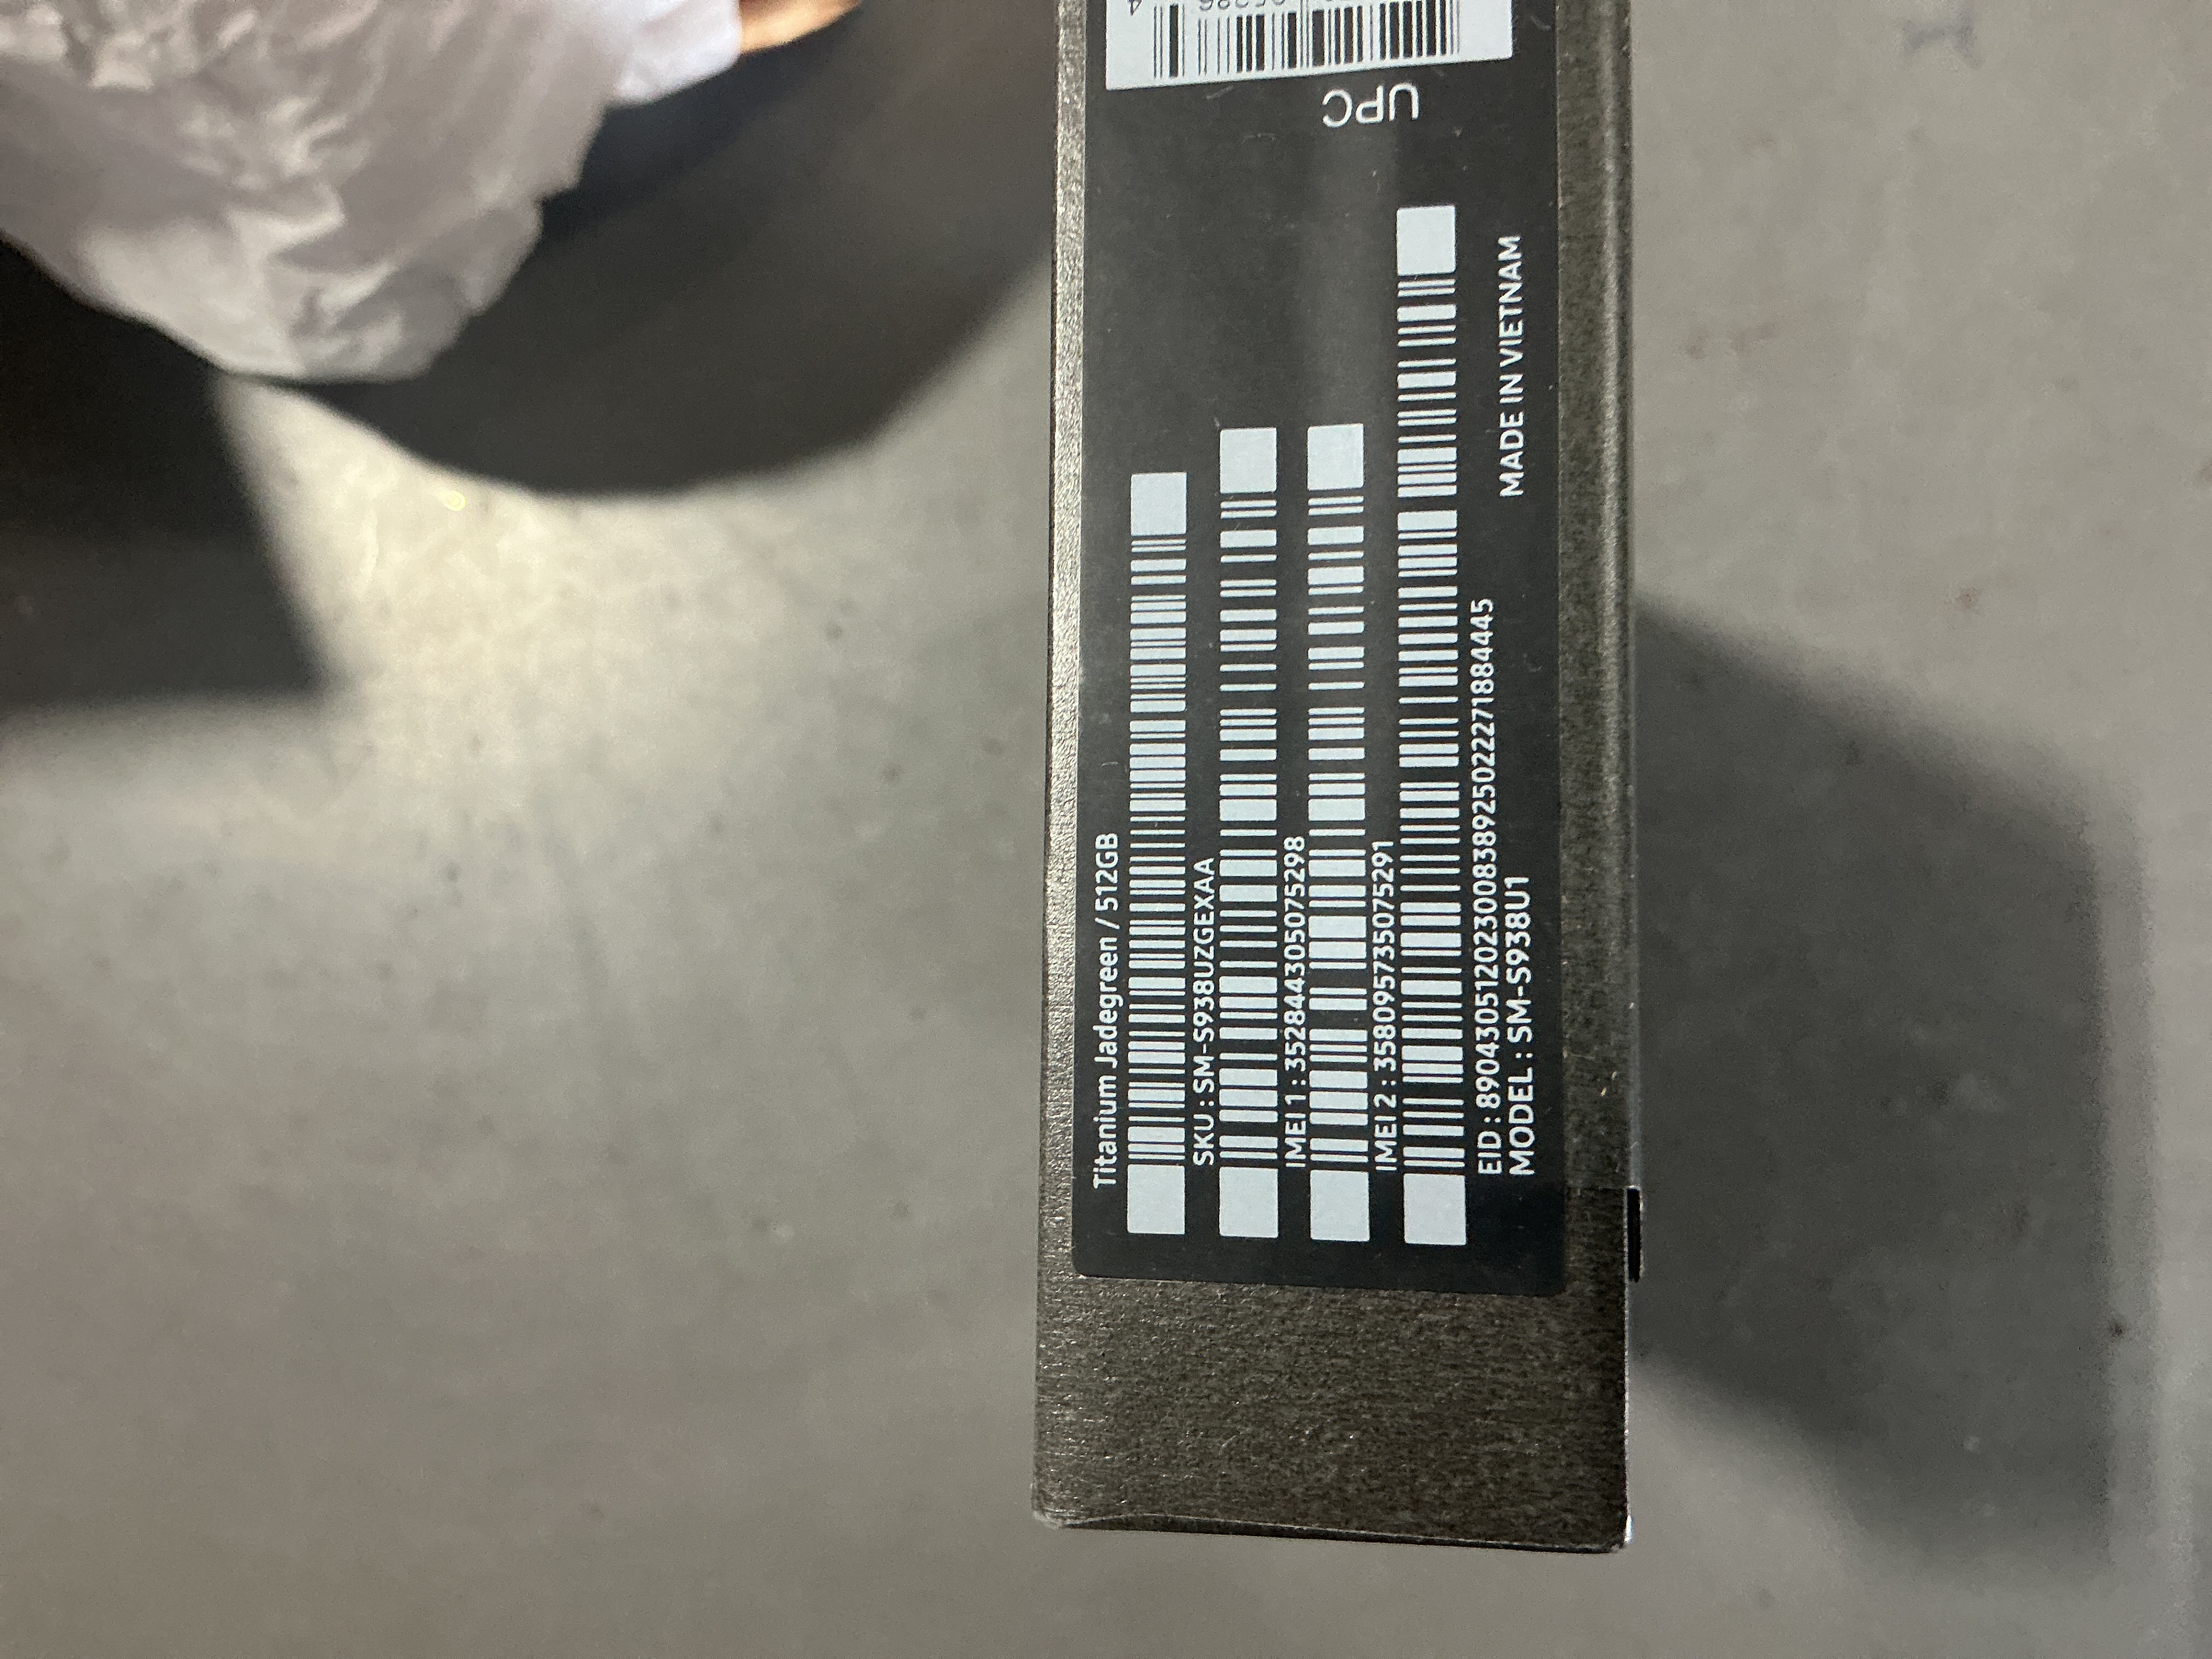 Titanium Jadegreen / 512GB
SKU : SM-S938UZGEXAA
IMEI 1 : 352844305075298
IMEI 2 : 358095735075291
EID : 89043051202300838925022271884445
MODEL : SM-S938U1
MADE IN VIETNAM
UPC